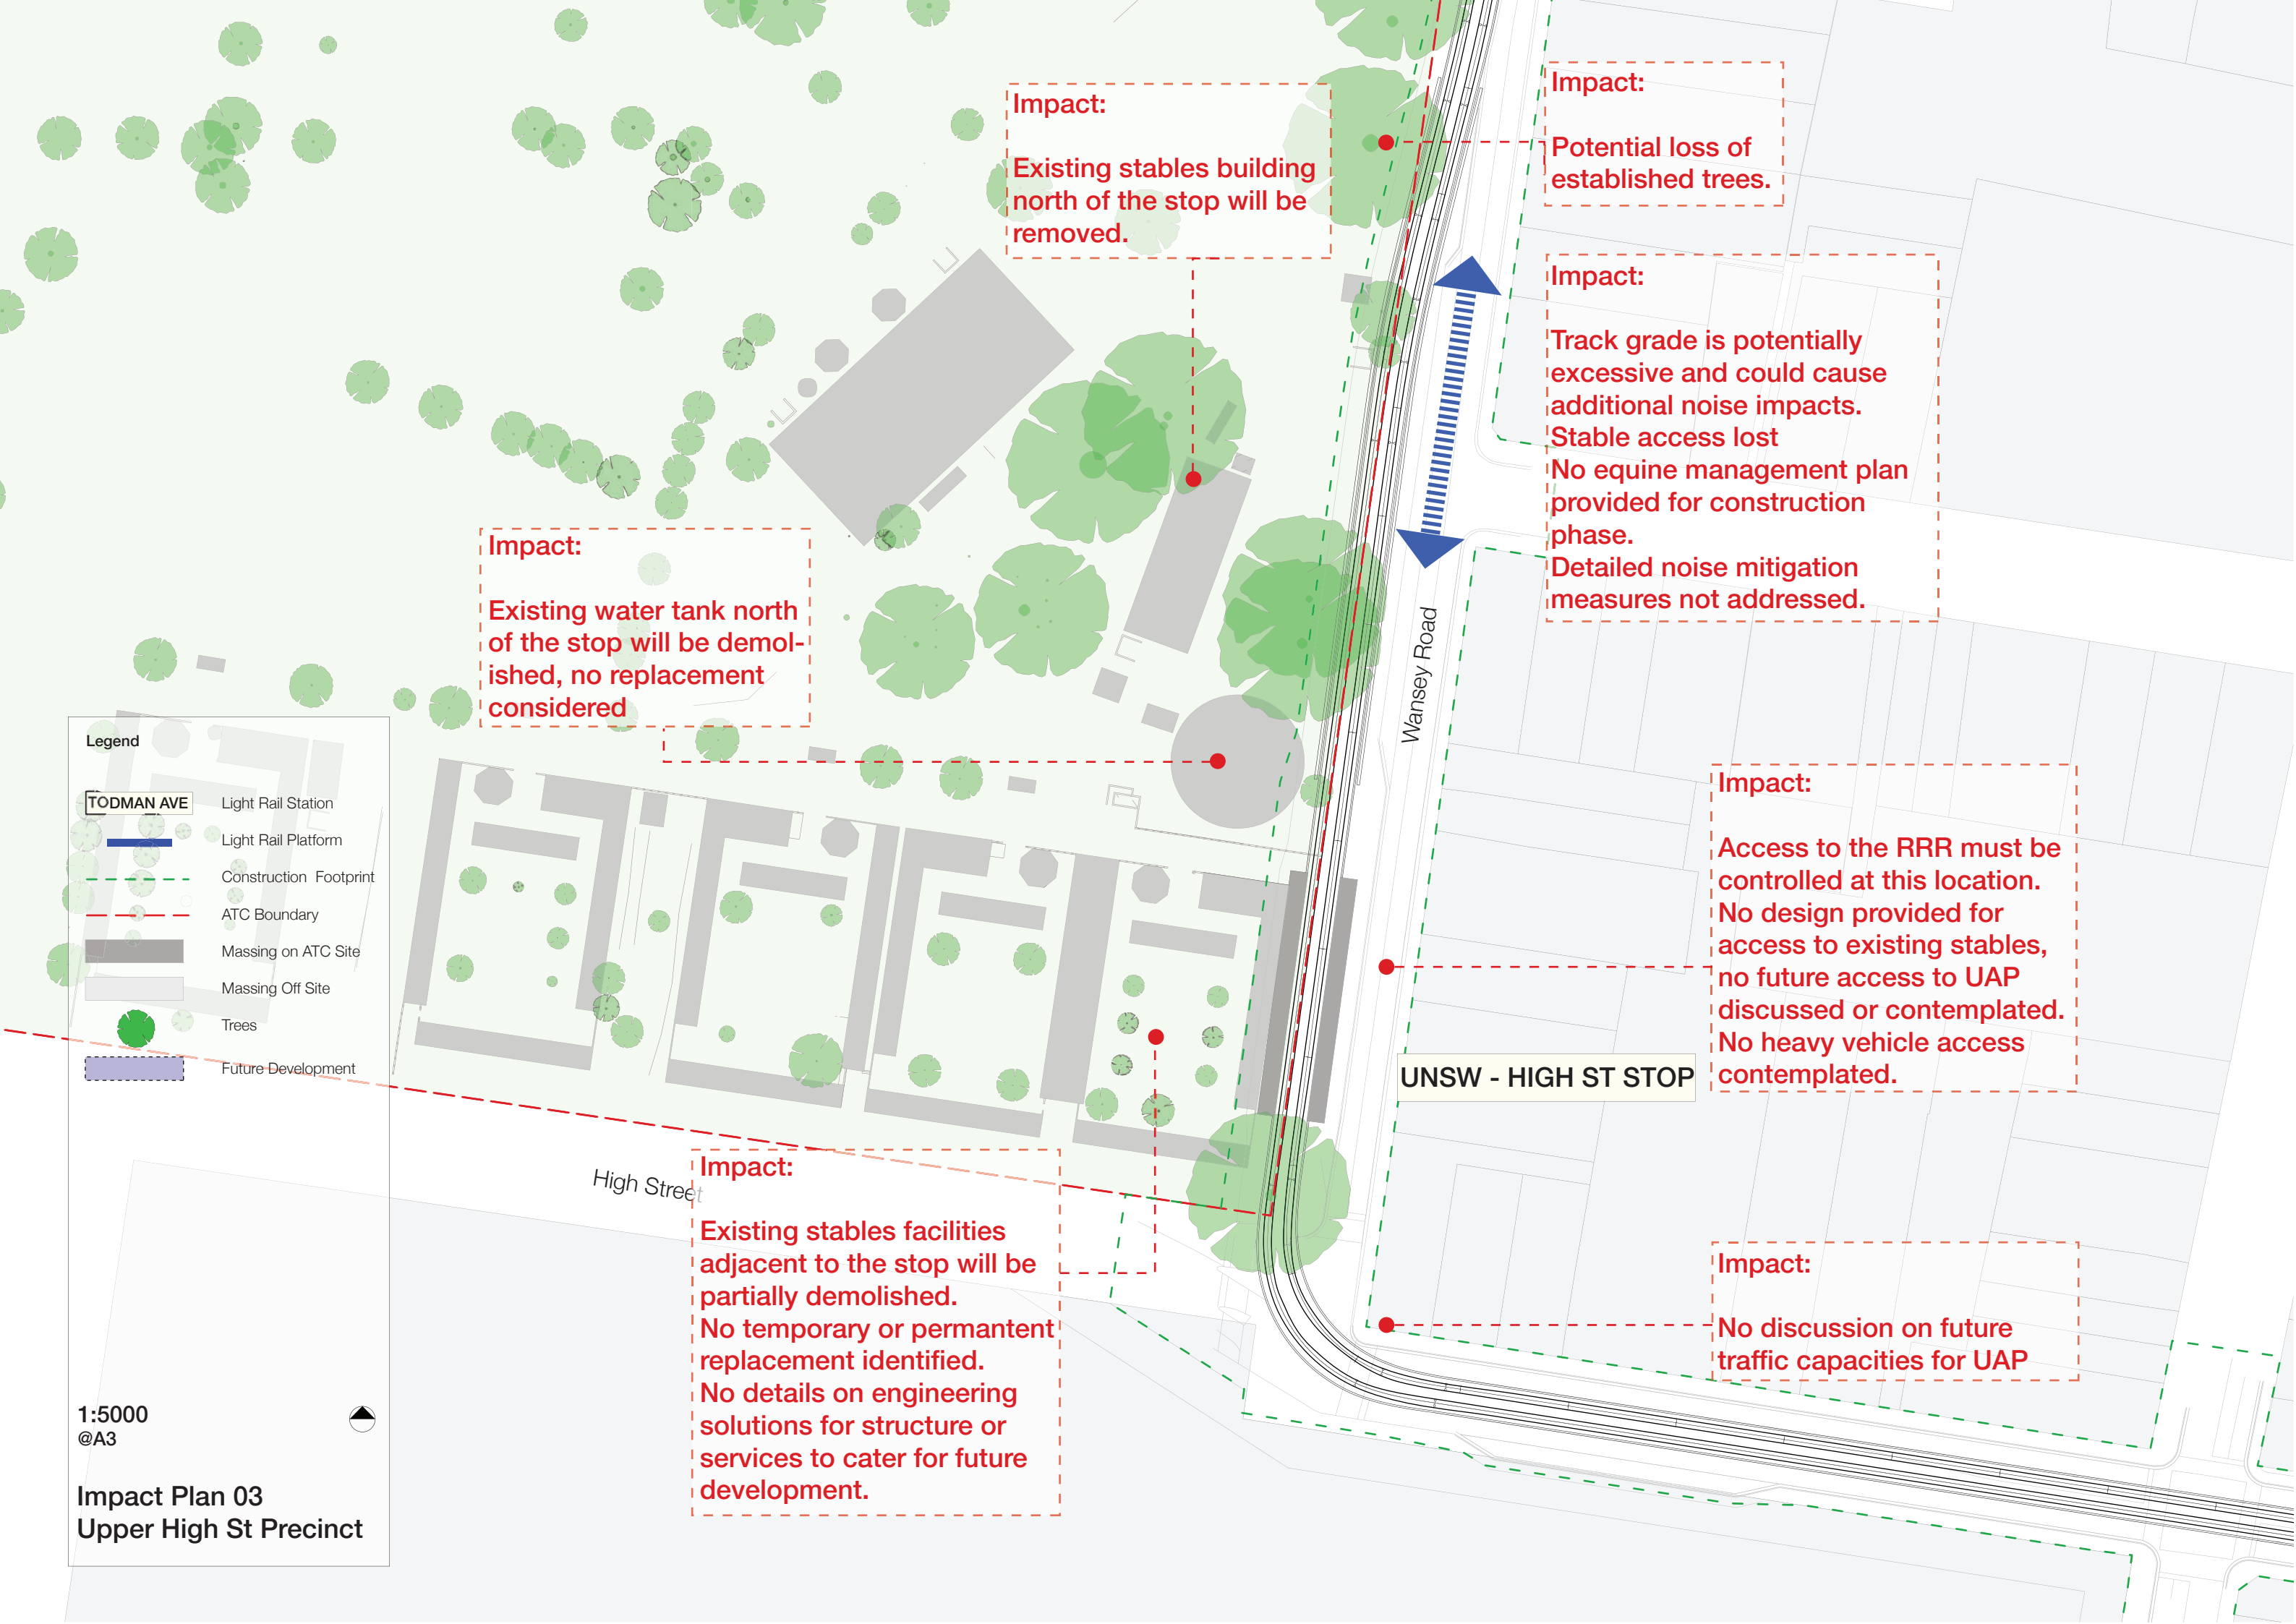 Impact:
Existing stables building
north of the stop will be
removed.
Impact:
Potential loss of
established trees.
Impact:
Track grade is potentially
excessive and could cause
additional noise impacts.
Stable access lost
No equine management plan
provided for construction
phase.
Detailed noise mitigation
measures not addressed.
Impact:
Existing water tank north
of the stop will be demol-
ished, no replacement
considered
Wansey Road
Legend
TODMAN AVE
Light Rail Station
Light Rail Platform
Construction Footprint
ATC Boundary
Massing on ATC Site
Massing Off Site
Trees
Future Development
Impact:
Access to the RRR must be
controlled at this location.
No design provided for
access to existing stables,
no future access to UAP
discussed or contemplated.
No heavy vehicle access
contemplated.
UNSW - HIGH ST STOP
High Street
Impact:
Existing stables facilities
adjacent to the stop will be
partially demolished.
No temporary or permantent
replacement identified.
No details on engineering
solutions for structure or
services to cater for future
development.
Impact:
No discussion on future
traffic capacities for UAP
1:5000
@A3
Impact Plan 03
Upper High St Precinct